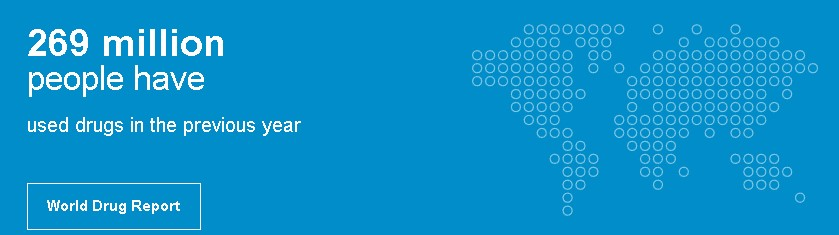 269 million
people have
used drugs in the previous year
World Drug Report